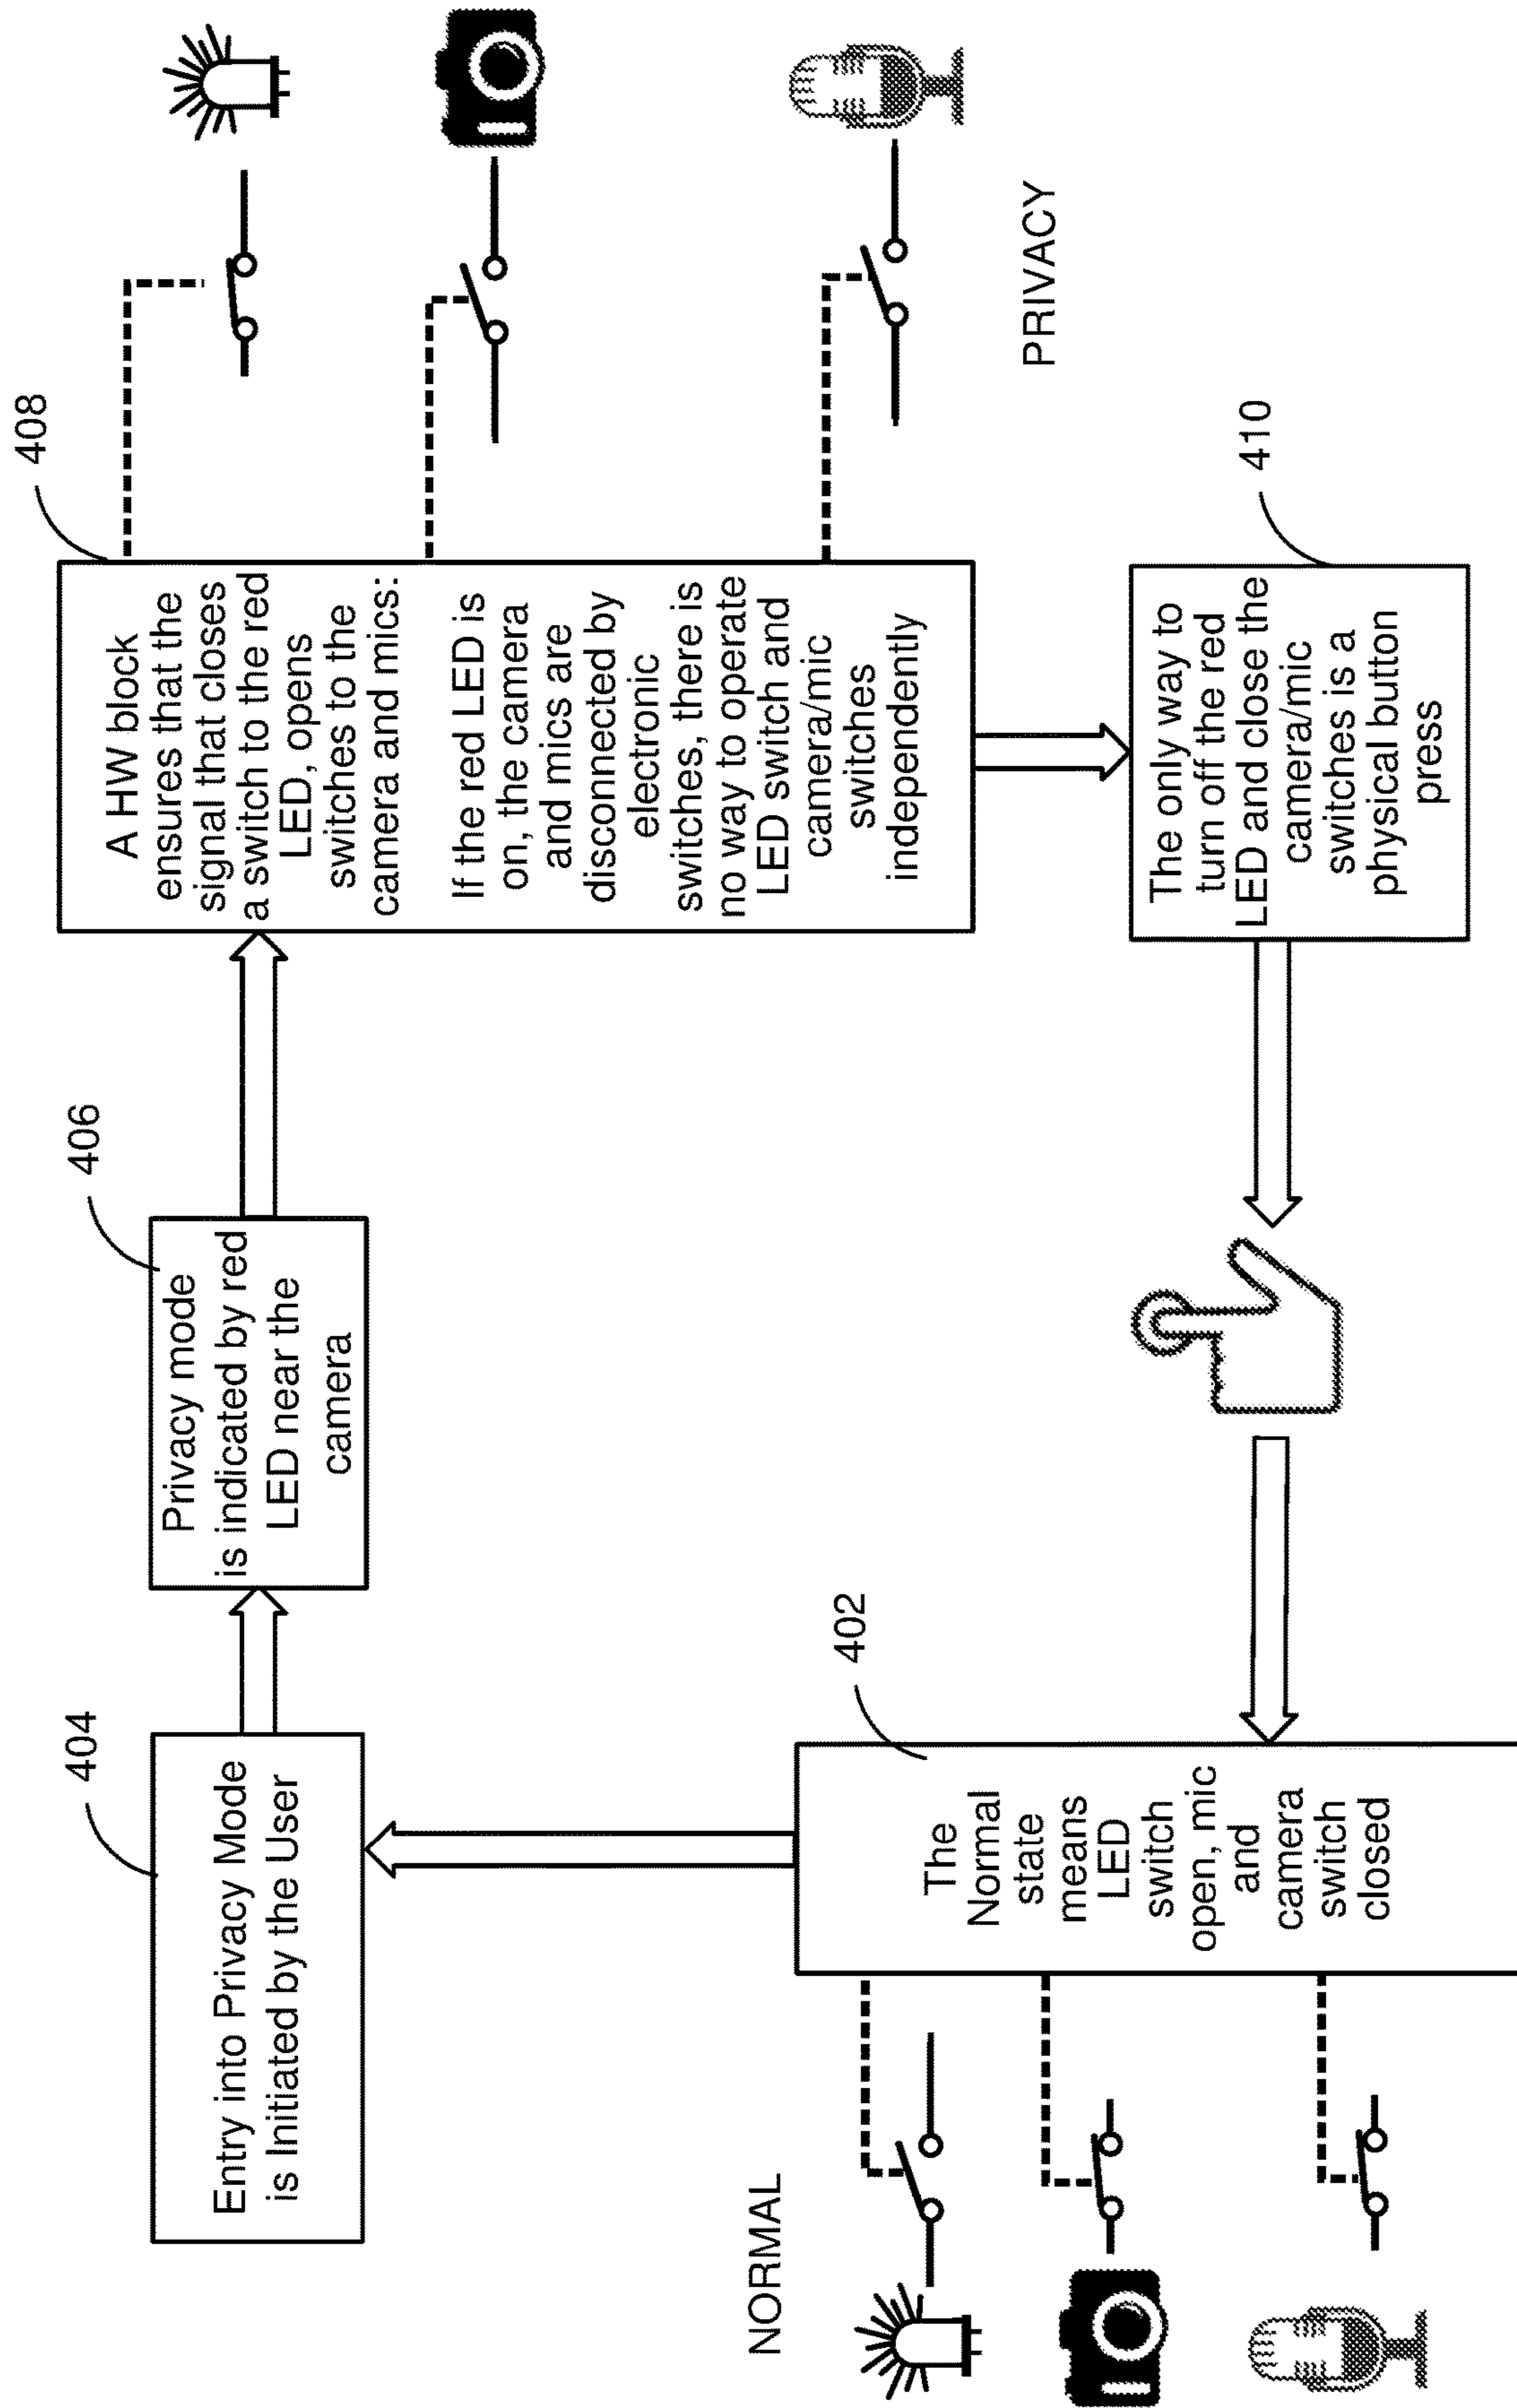 404
Entry into Privacy Mode
is Initiated by the User
406
Privacy mode
is indicated by red
LED near the
camera
408
A HW block
ensures that the
signal that closes
a switch to the red
LED, opens
switches to the
camera and mics:
If the red LED is
on, the camera
and mics are
disconnected by
electronic
switches, there is
no way to operate
LED switch and
camera/mic
switches
independently
PRIVACY
NORMAL
402
The
Normal
state
means
LED
switch
open, mic
and
camera
switch
closed
410
The only way to
turn off the red
LED and close the
camera/mic
switches is a
physical button
press